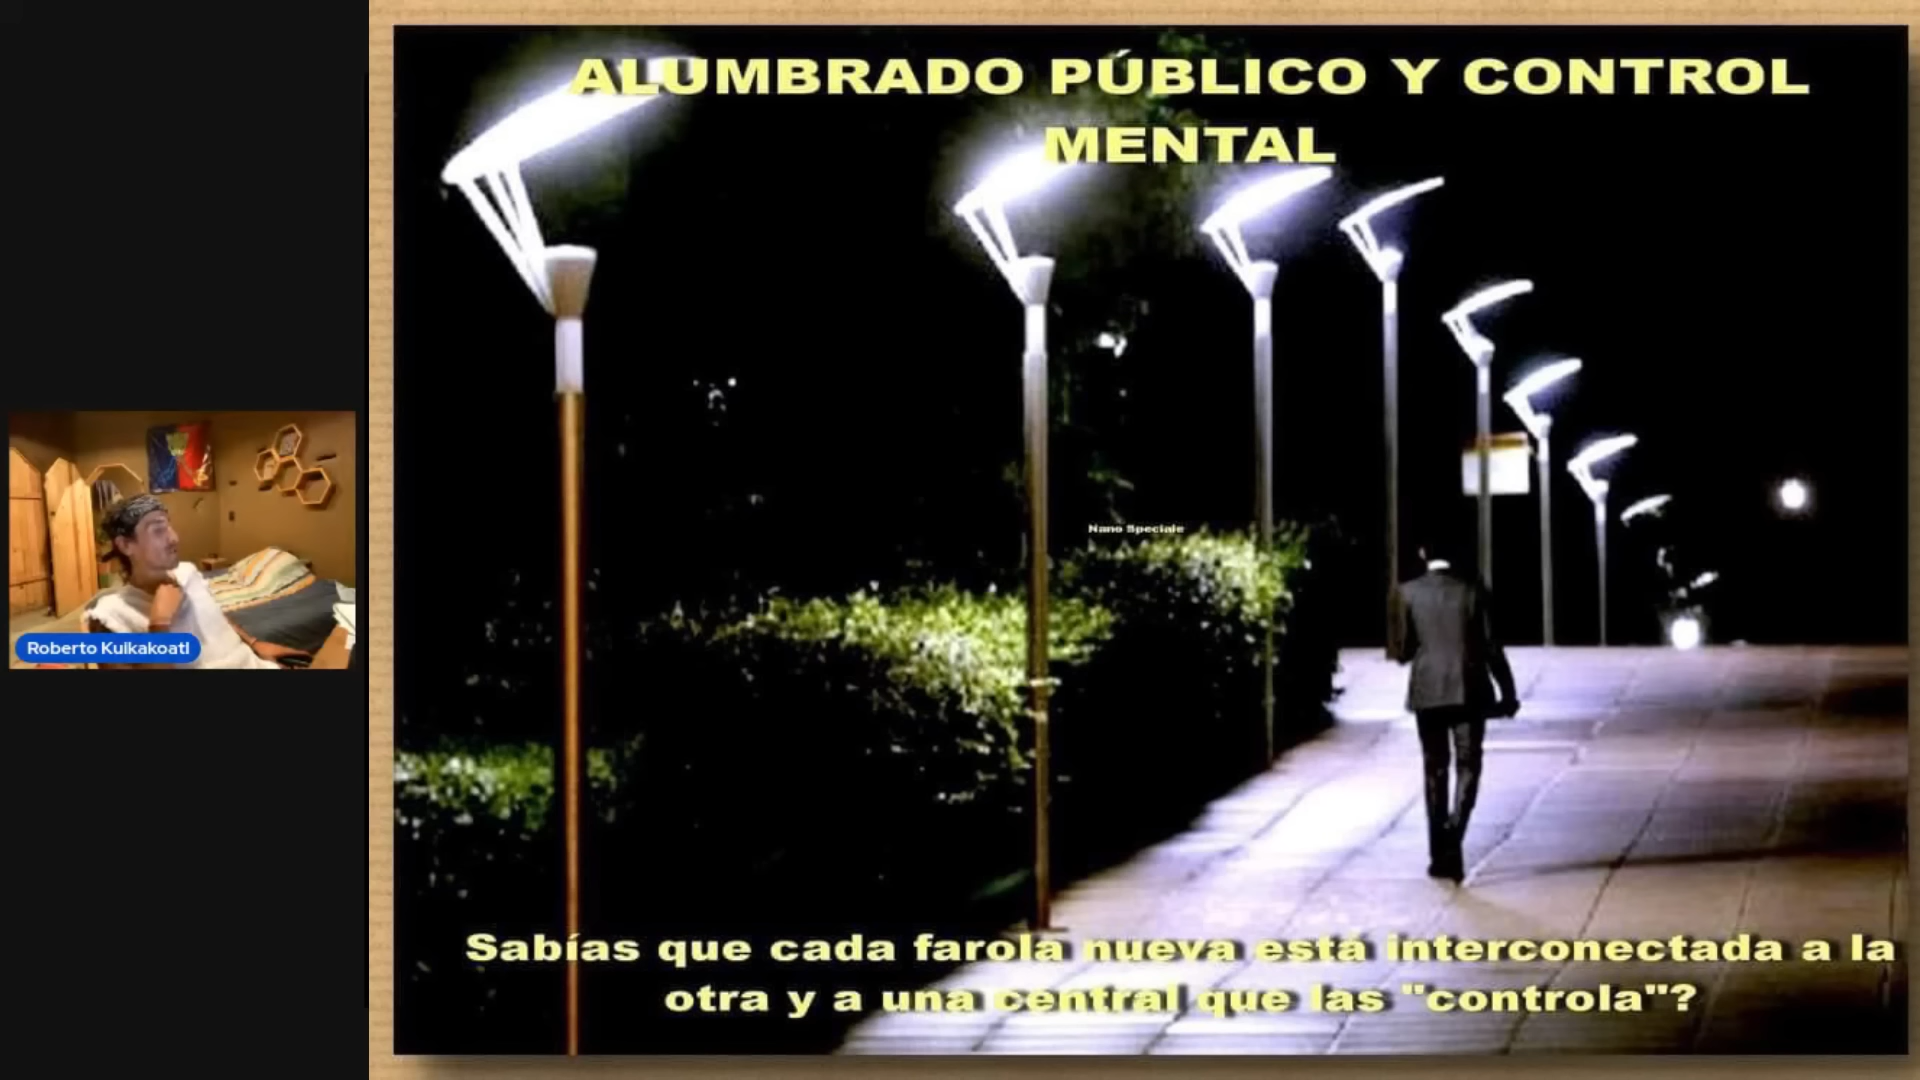 ALUMBRADO PÚBLICO Y CONTROL
MENTAL
Nano Speciale
Roberto Kuikakoatl
Sabías que cada farola nueva está interconectada a la
otra y a una central que las "controla"?